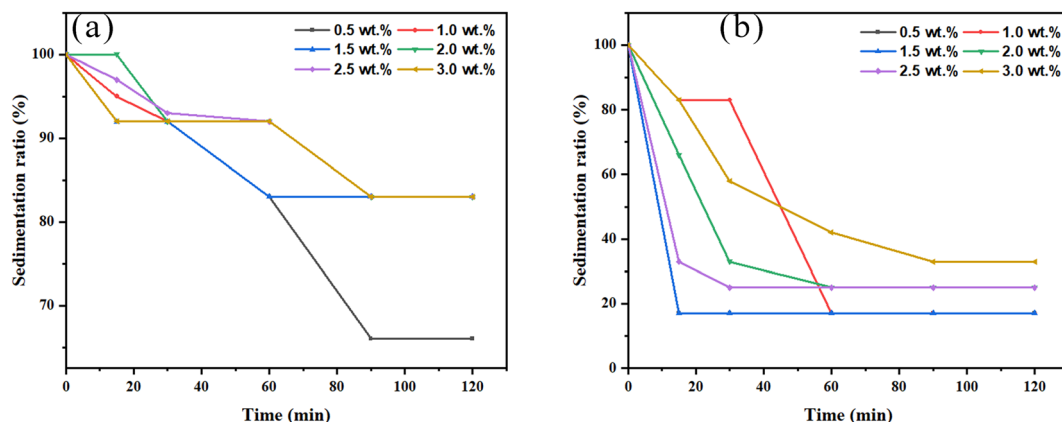 (a)
0.5 wt.% 1.0 wt.%
1.5 wt.% 2.0 wt.%
2.5 wt.% 3.0 wt.%
Sedimentation ratio (%)
100
90
80
70
0 20 40 60 80 100 120
Time (min)
(b)
0.5 wt.% 1.0 wt.%
1.5 wt.% 2.0 wt.%
2.5 wt.% 3.0 wt.%
Sedimentation ratio (%)
100
80
60
40
20
0
0 20 40 60 80 100 120
Time (min)